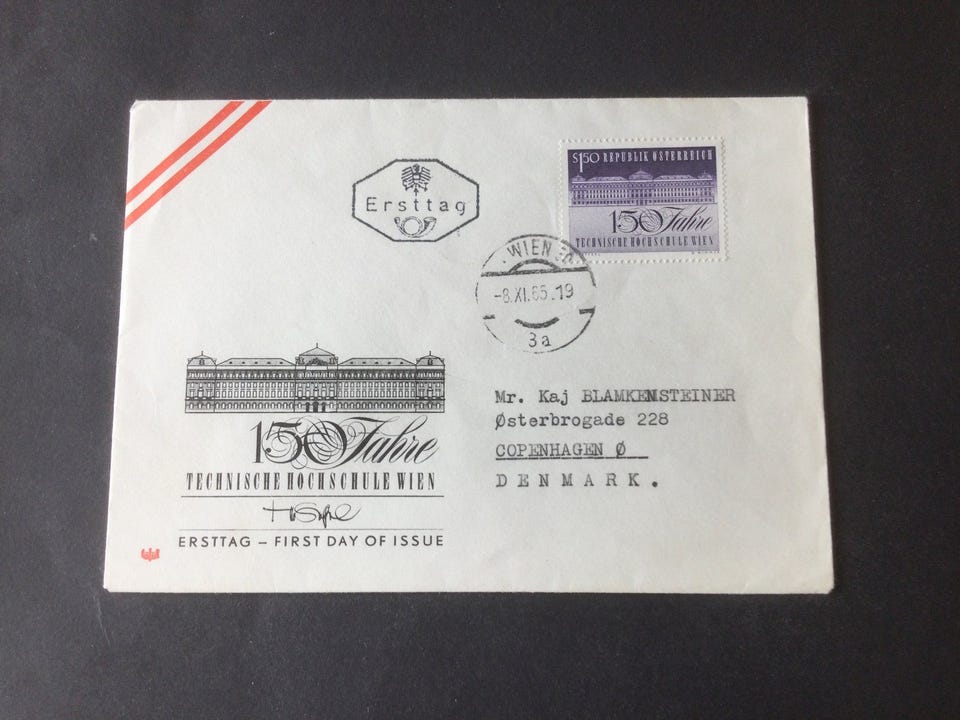 S1.50 REPUBLIK ÖSTERREICH
150 Jahre
TECHNISCHE HOCHSCHULE WIEN
Ersttag
WIEN
-8.XI.65.-19
3a
Mr. Kaj BLAMKENSTEINER
Østerbrogade 228
COPENHAGEN Ø
DENMARK.
150 Jahre
TECHNISCHE HOCHSCHULE WIEN
ERSTTAG – FIRST DAY OF ISSUE